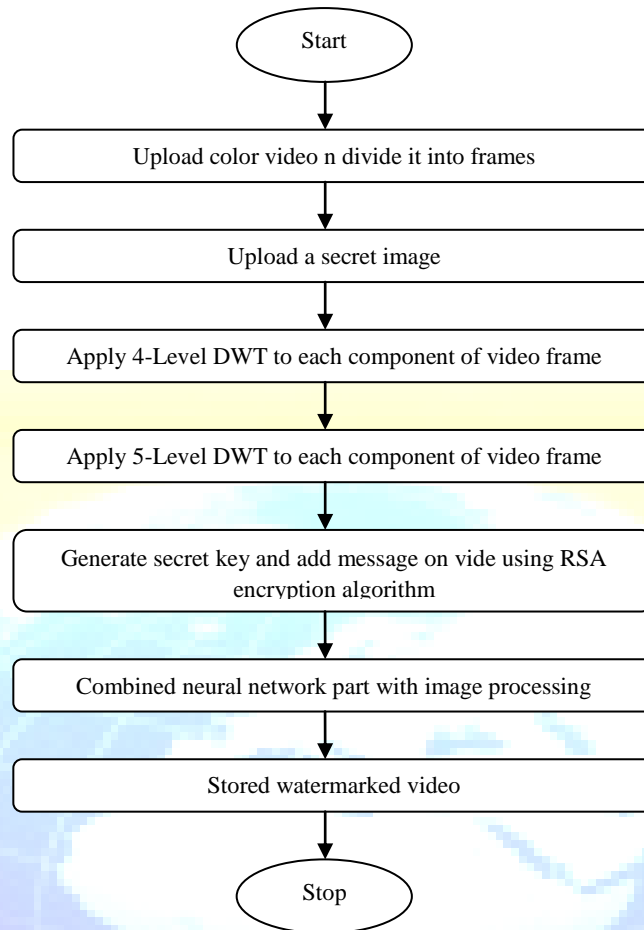 Start
Upload color video n divide it into frames
Upload a secret image
Apply 4-Level DWT to each component of video frame
Apply 5-Level DWT to each component of video frame
Generate secret key and add message on vide using RSA
encryption algorithm
Combined neural network part with image processing
Stored watermarked video
Stop